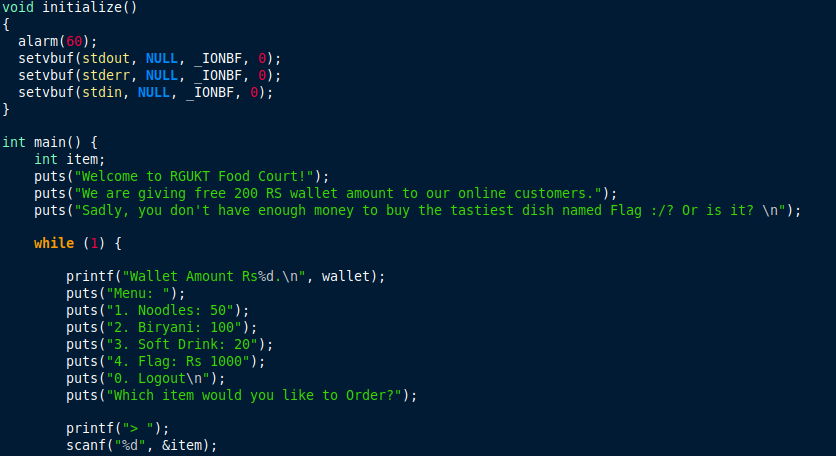 void initialize()
{
  alarm(60);
  setvbuf(stdout, NULL, _IONBF, 0);
  setvbuf(stderr, NULL, _IONBF, 0);
  setvbuf(stdin, NULL, _IONBF, 0);
}

int main() {
    int item;
    puts("Welcome to RGUKT Food Court!");
    puts("We are giving free 200 RS wallet amount to our online customers.");
    puts("Sadly, you don't have enough money to buy the tastiest dish named Flag :/? Or is it? \n");

    while (1) {

        printf("Wallet Amount Rs%d.\n", wallet);
        puts("Menu: ");
        puts("1. Noodles: 50");
        puts("2. Biryani: 100");
        puts("3. Soft Drink: 20");
        puts("4. Flag: Rs 1000");
        puts("0. Logout\n");
        puts("Which item would you like to Order?");

        printf("> ");
        scanf("%d", &item);